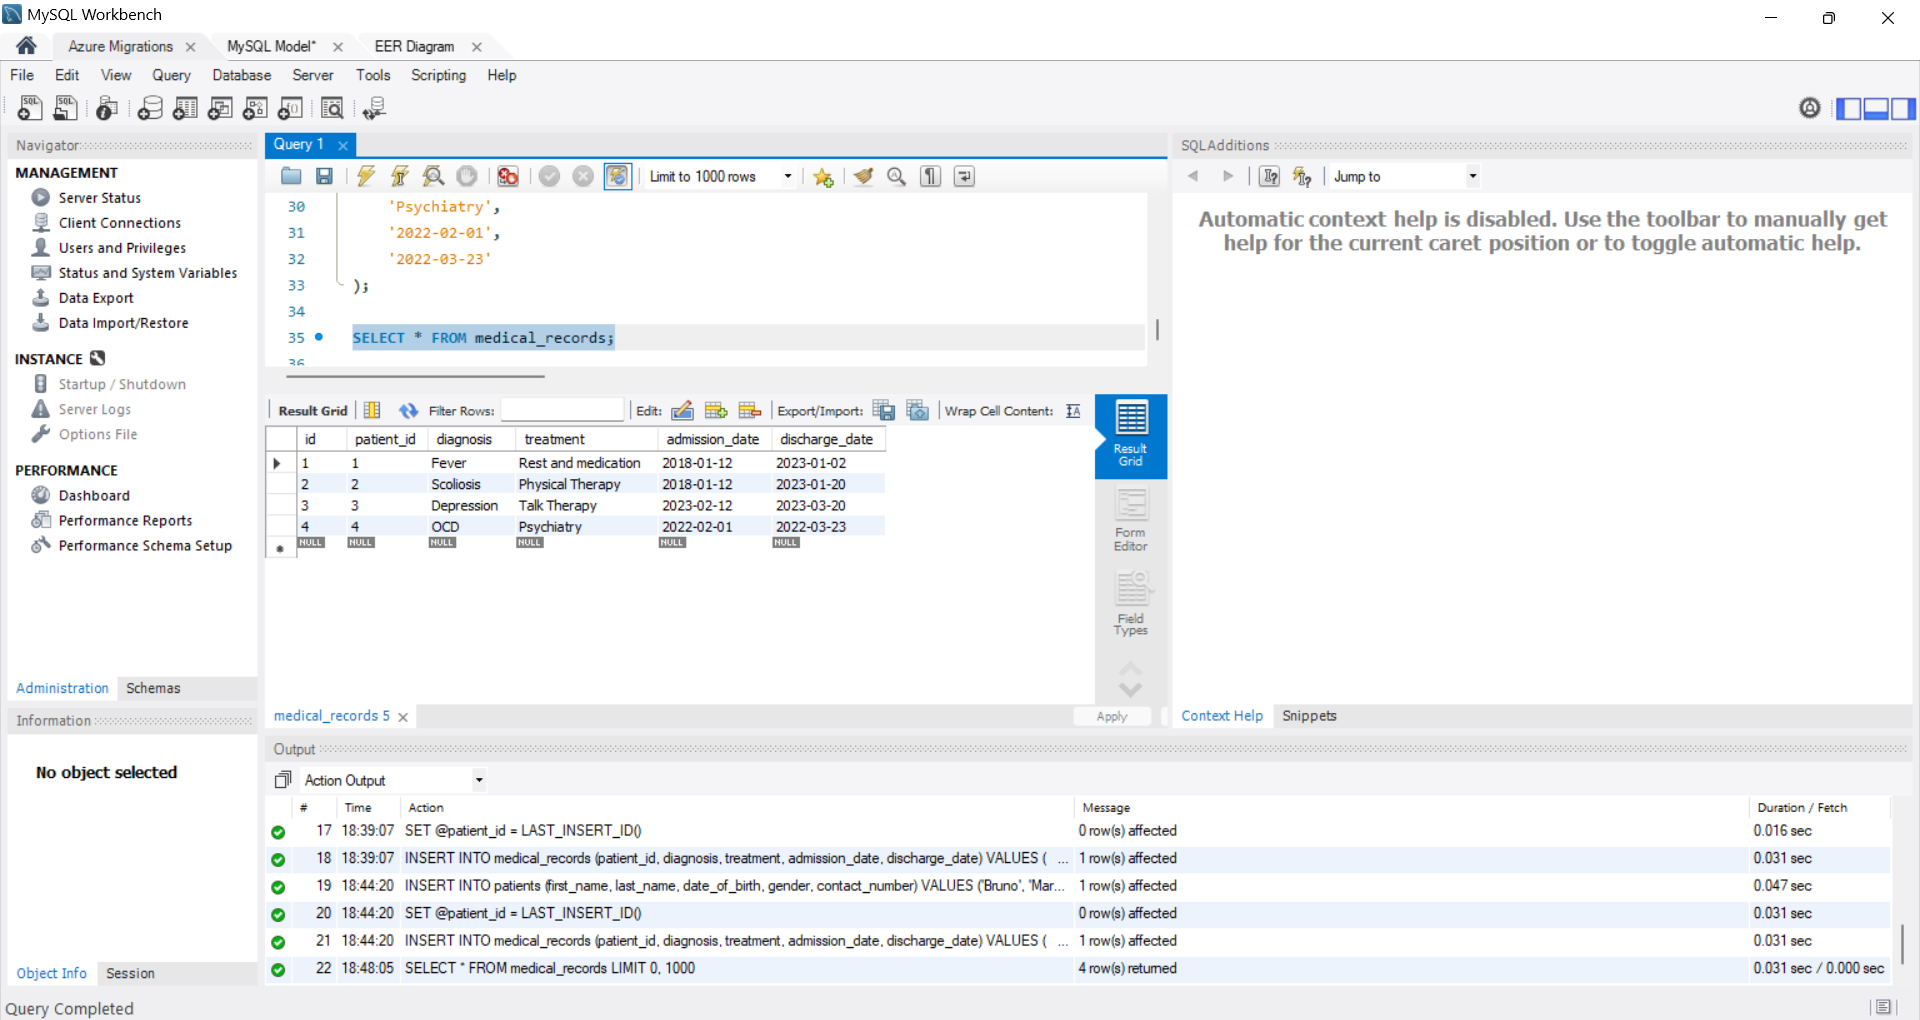 MySQL Workbench
Azure Migrations
MySQL Model*
EER Diagram
File Edit View Query Database Server Tools Scripting Help
Navigator
MANAGEMENT
Server Status
Client Connections
Users and Privileges
Status and System Variables
Data Export
Data Import/Restore
INSTANCE
Startup / Shutdown
Server Logs
Options File
PERFORMANCE
Dashboard
Performance Reports
Performance Schema Setup
Administration Schemas
Information
No object selected
Object Info Session
Query 1
Limit to 1000 rows
30 'Psychiatry',
31 '2022-02-01',
32 '2022-03-23'
33 );
34
35 SELECT * FROM medical_records;
36
Result Grid Filter Rows: Edit: Export/Import: Wrap Cell Content:
id patient_id diagnosis treatment admission_date discharge_date
1 1 Fever Rest and medication 2018-01-12 2023-01-02
2 2 Scoliosis Physical Therapy 2018-01-12 2023-01-20
3 3 Depression Talk Therapy 2023-02-12 2023-03-20
4 4 OCD Psychiatry 2022-02-01 2022-03-23
NULL NULL NULL NULL NULL NULL
Result
Grid
Form
Editor
Field
Types
medical_records 5
Apply
SQLAdditions
Jump to
Automatic context help is disabled. Use the toolbar to manually get
help for the current caret position or to toggle automatic help.
Context Help Snippets
Output
Action Output
# Time Action Message Duration / Fetch
17 18:39:07 SET @patient_id = LAST_INSERT_ID() 0 row(s) affected 0.016 sec
18 18:39:07 INSERT INTO medical_records (patient_id, diagnosis, treatment, admission_date, discharge_date) VALUES ( ... 1 row(s) affected 0.031 sec
19 18:44:20 INSERT INTO patients (first_name, last_name, date_of_birth, gender, contact_number) VALUES ('Bruno', 'Mar... 1 row(s) affected 0.047 sec
20 18:44:20 SET @patient_id = LAST_INSERT_ID() 0 row(s) affected 0.031 sec
21 18:44:20 INSERT INTO medical_records (patient_id, diagnosis, treatment, admission_date, discharge_date) VALUES ( ... 1 row(s) affected 0.031 sec
22 18:48:05 SELECT * FROM medical_records LIMIT 0, 1000 4 row(s) returned 0.031 sec / 0.000 sec
Query Completed